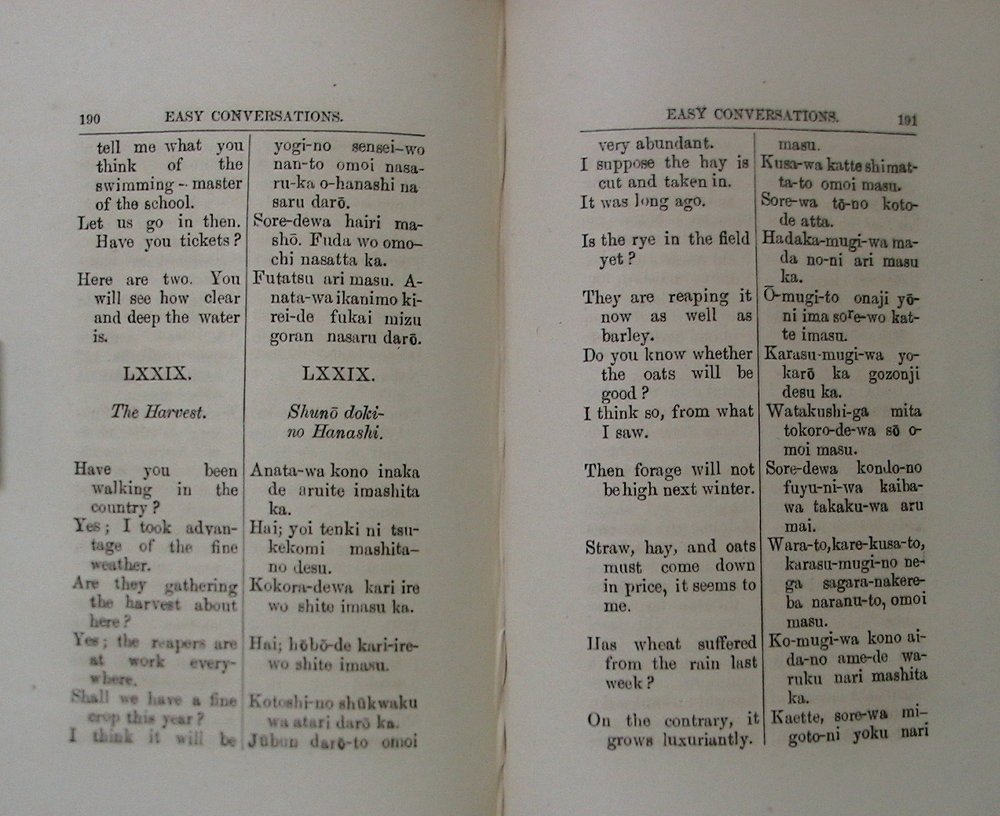 190 EASY CONVERSATIONS.
tell me what you
think of the
swimming - master
of the school.
Let us go in then.
Have you tickets ?
Here are two. You
will see how clear
and deep the water
is.
LXXIX.
The Harvest.
Have you been
walking in the
country ?
Yes ; I took advan-
tage of the fine
weather.
Are they gathering
the harvest about
here ?
Yes ; the reapers are
at work every-
where.
Shall we have a fine
crop this year ?
I think it will be
yogi-no sensei-wo
nan-to omoi nasa-
ru-ka o-hanashi na
saru darō.
Sore-dewa hairi ma-
shō. Fuda wo omo-
chi nasatta ka.
Futatsu ari masu. A-
nata-wa ikanimo ki-
rei-de fukai mizu
goran nasaru darō.
LXXIX.
Shunō doki-
no Hanashi.
Anata-wa kono inaka
de aruite imashita
ka.
Hai; yoi tenki ni tsu-
kekomi mashita-
no desu.
Kokora-dewa kari ire
wo shite imasu ka.
Hai; hōbō-de kari-ire-
wo shite imasu.
Kotoshi-no shūkwaku
wa atari darō ka.
Jūbun darō-to omoi
EASY CONVERSATIONS. 191
very abundant.
I suppose the hay is
cut and taken in.
It was long ago.
Is the rye in the field
yet ?
They are reaping it
now as well as
barley.
Do you know whether
the oats will be
good ?
I think so, from what
I saw.
Then forage will not
be high next winter.
Straw, hay, and oats
must come down
in price, it seems to
me.
Has wheat suffered
from the rain last
week ?
On the contrary, it
grows luxuriantly.
masu.
Kusa-wa katte shimat-
ta-to omoi masu.
Sore-wa tō-no koto-
de atta.
Hadaka-mugi-wa ma-
da no-ni ari masu
ka.
Ō-mugi-to onaji yō-
ni ima sore-wo kat-
te imasu.
Karasu-mugi-wa yo-
karō ka gozonji
desu ka.
Watakushi-ga mita
tokoro-de-wa sō o-
moi masu.
Sore-dewa kondo-no
fuyu-ni-wa kaiba-
wa takaku-wa aru
mai.
Wara-to,kare-kusa-to,
karasu-mugi-no ne-
ga sagara-nakere-
ba naranu-to, omoi
masu.
Ko-mugi-wa kono ai-
da-no ame-de wa-
ruku nari mashita
ka.
Kaette, sore-wa mi-
goto-ni yoku nari